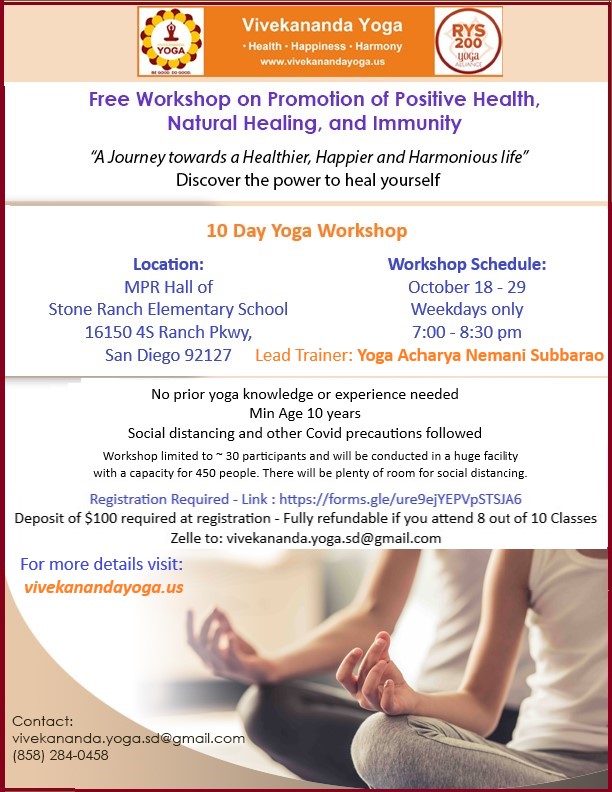 YOGA
BE GOOD. DO GOOD.
Vivekananda Yoga
• Health • Happiness • Harmony
www.vivekanandayoga.us
RYS
200
yoga
ALLIANCE
Free Workshop on Promotion of Positive Health,
Natural Healing, and Immunity
“A Journey towards a Healthier, Happier and Harmonious life”
Discover the power to heal yourself
10 Day Yoga Workshop
Location:
MPR Hall of
Stone Ranch Elementary School
16150 4S Ranch Pkwy,
San Diego 92127
Workshop Schedule:
October 18 - 29
Weekdays only
7:00 - 8:30 pm
Lead Trainer: Yoga Acharya Nemani Subbarao
No prior yoga knowledge or experience needed
Min Age 10 years
Social distancing and other Covid precautions followed
Workshop limited to ~ 30 participants and will be conducted in a huge facility
with a capacity for 450 people. There will be plenty of room for social distancing.
Registration Required - Link : https://forms.gle/ure9ejYEPVpSTSJA6
Deposit of $100 required at registration - Fully refundable if you attend 8 out of 10 Classes
Zelle to: vivekananda.yoga.sd@gmail.com
For more details visit:
vivekanandayoga.us
Contact:
vivekananda.yoga.sd@gmail.com
(858) 284-0458